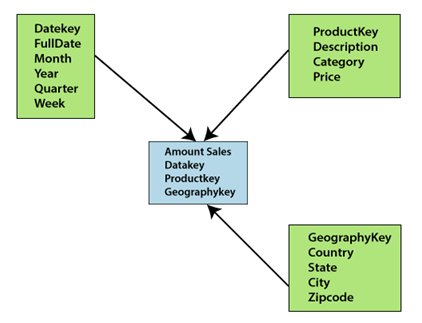 Datekey
FullDate
Month
Year
Quarter
Week
ProductKey
Description
Category
Price
Amount Sales
Datakey
Productkey
Geographykey
GeographyKey
Country
State
City
Zipcode